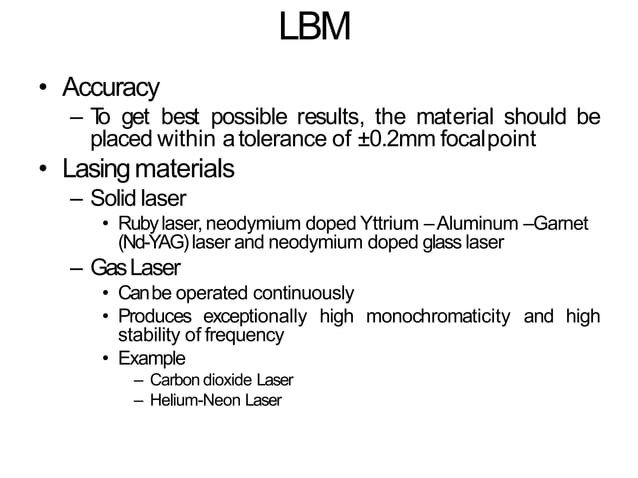 LBM
• Accuracy
– To get best possible results, the material should be
placed within a tolerance of ±0.2mm focal point
• Lasing materials
– Solid laser
• Ruby laser, neodymium doped Yttrium –Aluminum –Garnet
(Nd-YAG) laser and neodymium doped glass laser
– Gas Laser
• Can be operated continuously
• Produces exceptionally high monochromaticity and high
stability of frequency
• Example
– Carbon dioxide Laser
– Helium-Neon Laser